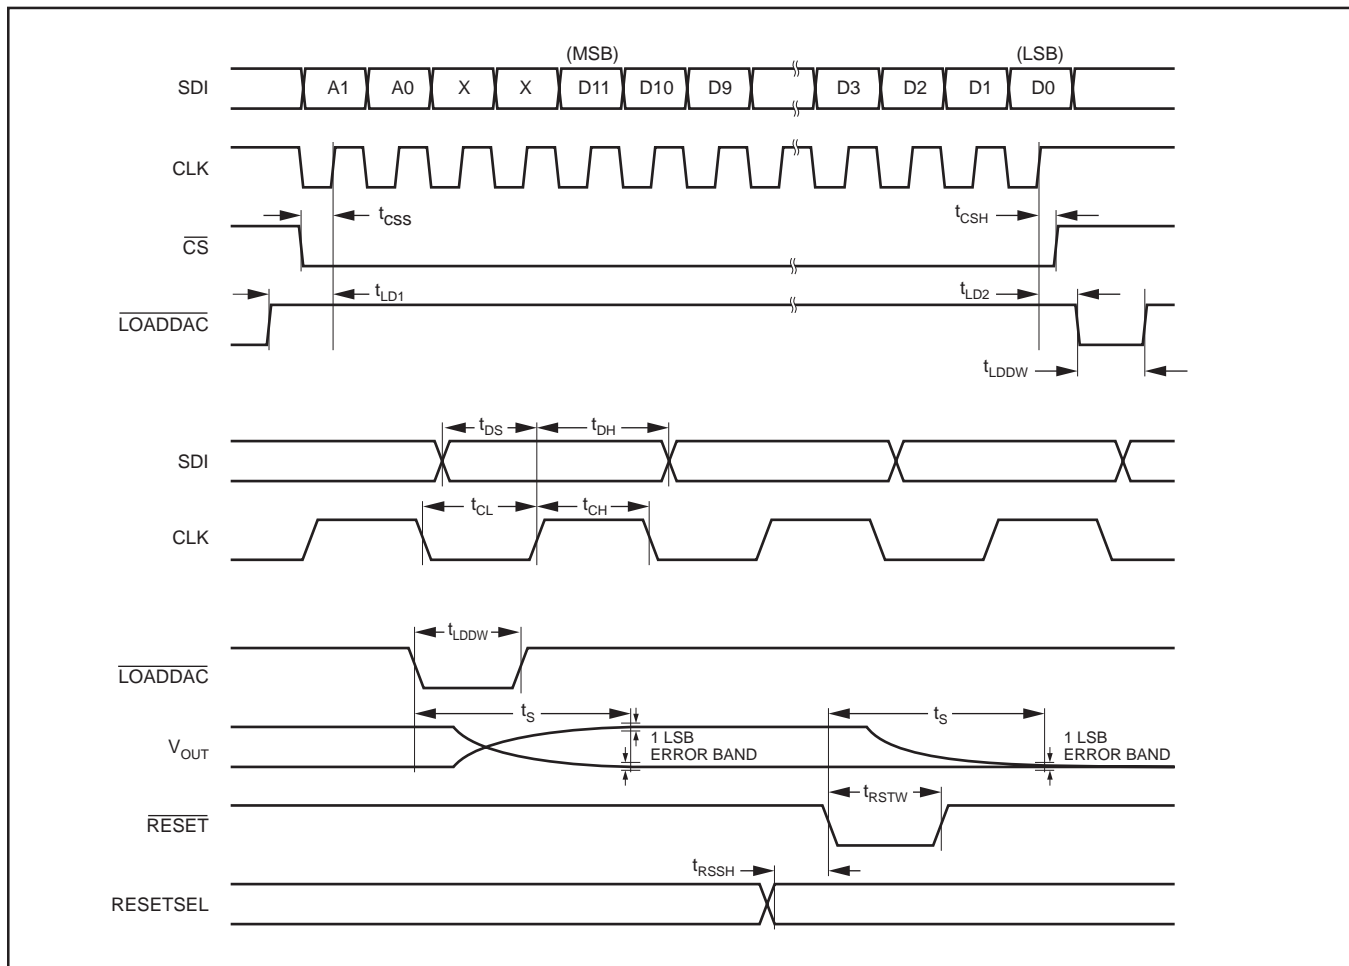 (MSB) (LSB)
SDI A1 A0 X X D11 D10 D9 D3 D2 D1 D0
CLK
tCSS tCSH
CS
tLD1 tLD2
LOADDAC
tLDDW
tDS tDH
SDI
tCL tCH
CLK
tLDDW
LOADDAC
tS tS
VOUT
1 LSB
ERROR BAND
1 LSB
ERROR BAND
tRSTW
RESET
tRSSH
RESETSEL